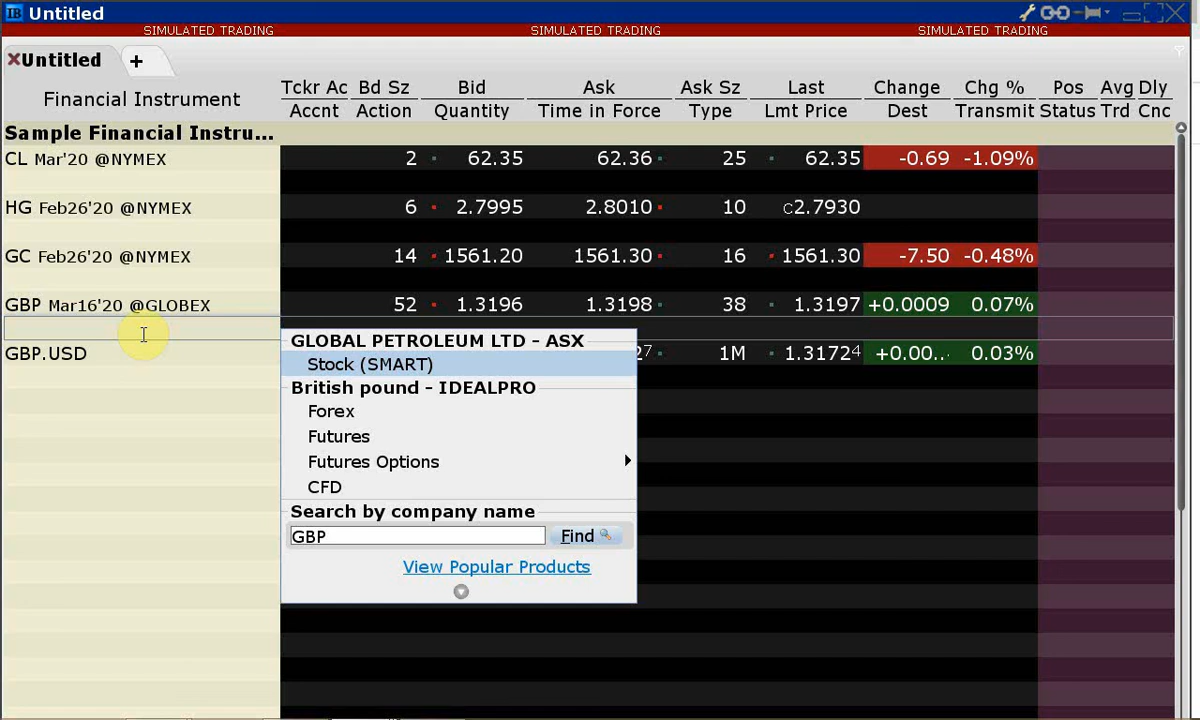 IB Untitled
SIMULATED TRADING SIMULATED TRADING SIMULATED TRADING
Untitled +
Financial Instrument
Tckr Ac Bd Sz Bid Ask Ask Sz Last Change Chg % Pos Avg Dly
Accnt Action Quantity Time in Force Type Lmt Price Dest Transmit Status Trd Cnc
Sample Financial Instru...
CL Mar'20 @NYMEX 2 62.35 62.36 25 62.35 -0.69 -1.09%
HG Feb26'20 @NYMEX 6 2.7995 2.8010 10 C2.7930
GC Feb26'20 @NYMEX 14 1561.20 1561.30 16 1561.30 -7.50 -0.48%
GBP Mar16'20 @GLOBEX 52 1.3196 1.3198 38 1.3197 +0.0009 0.07%
GBP.USD 1M 1.31724 +0.00... 0.03%
GLOBAL PETROLEUM LTD - ASX
Stock (SMART)
British pound - IDEALPRO
Forex
Futures
Futures Options
CFD
Search by company name
GBP Find
View Popular Products